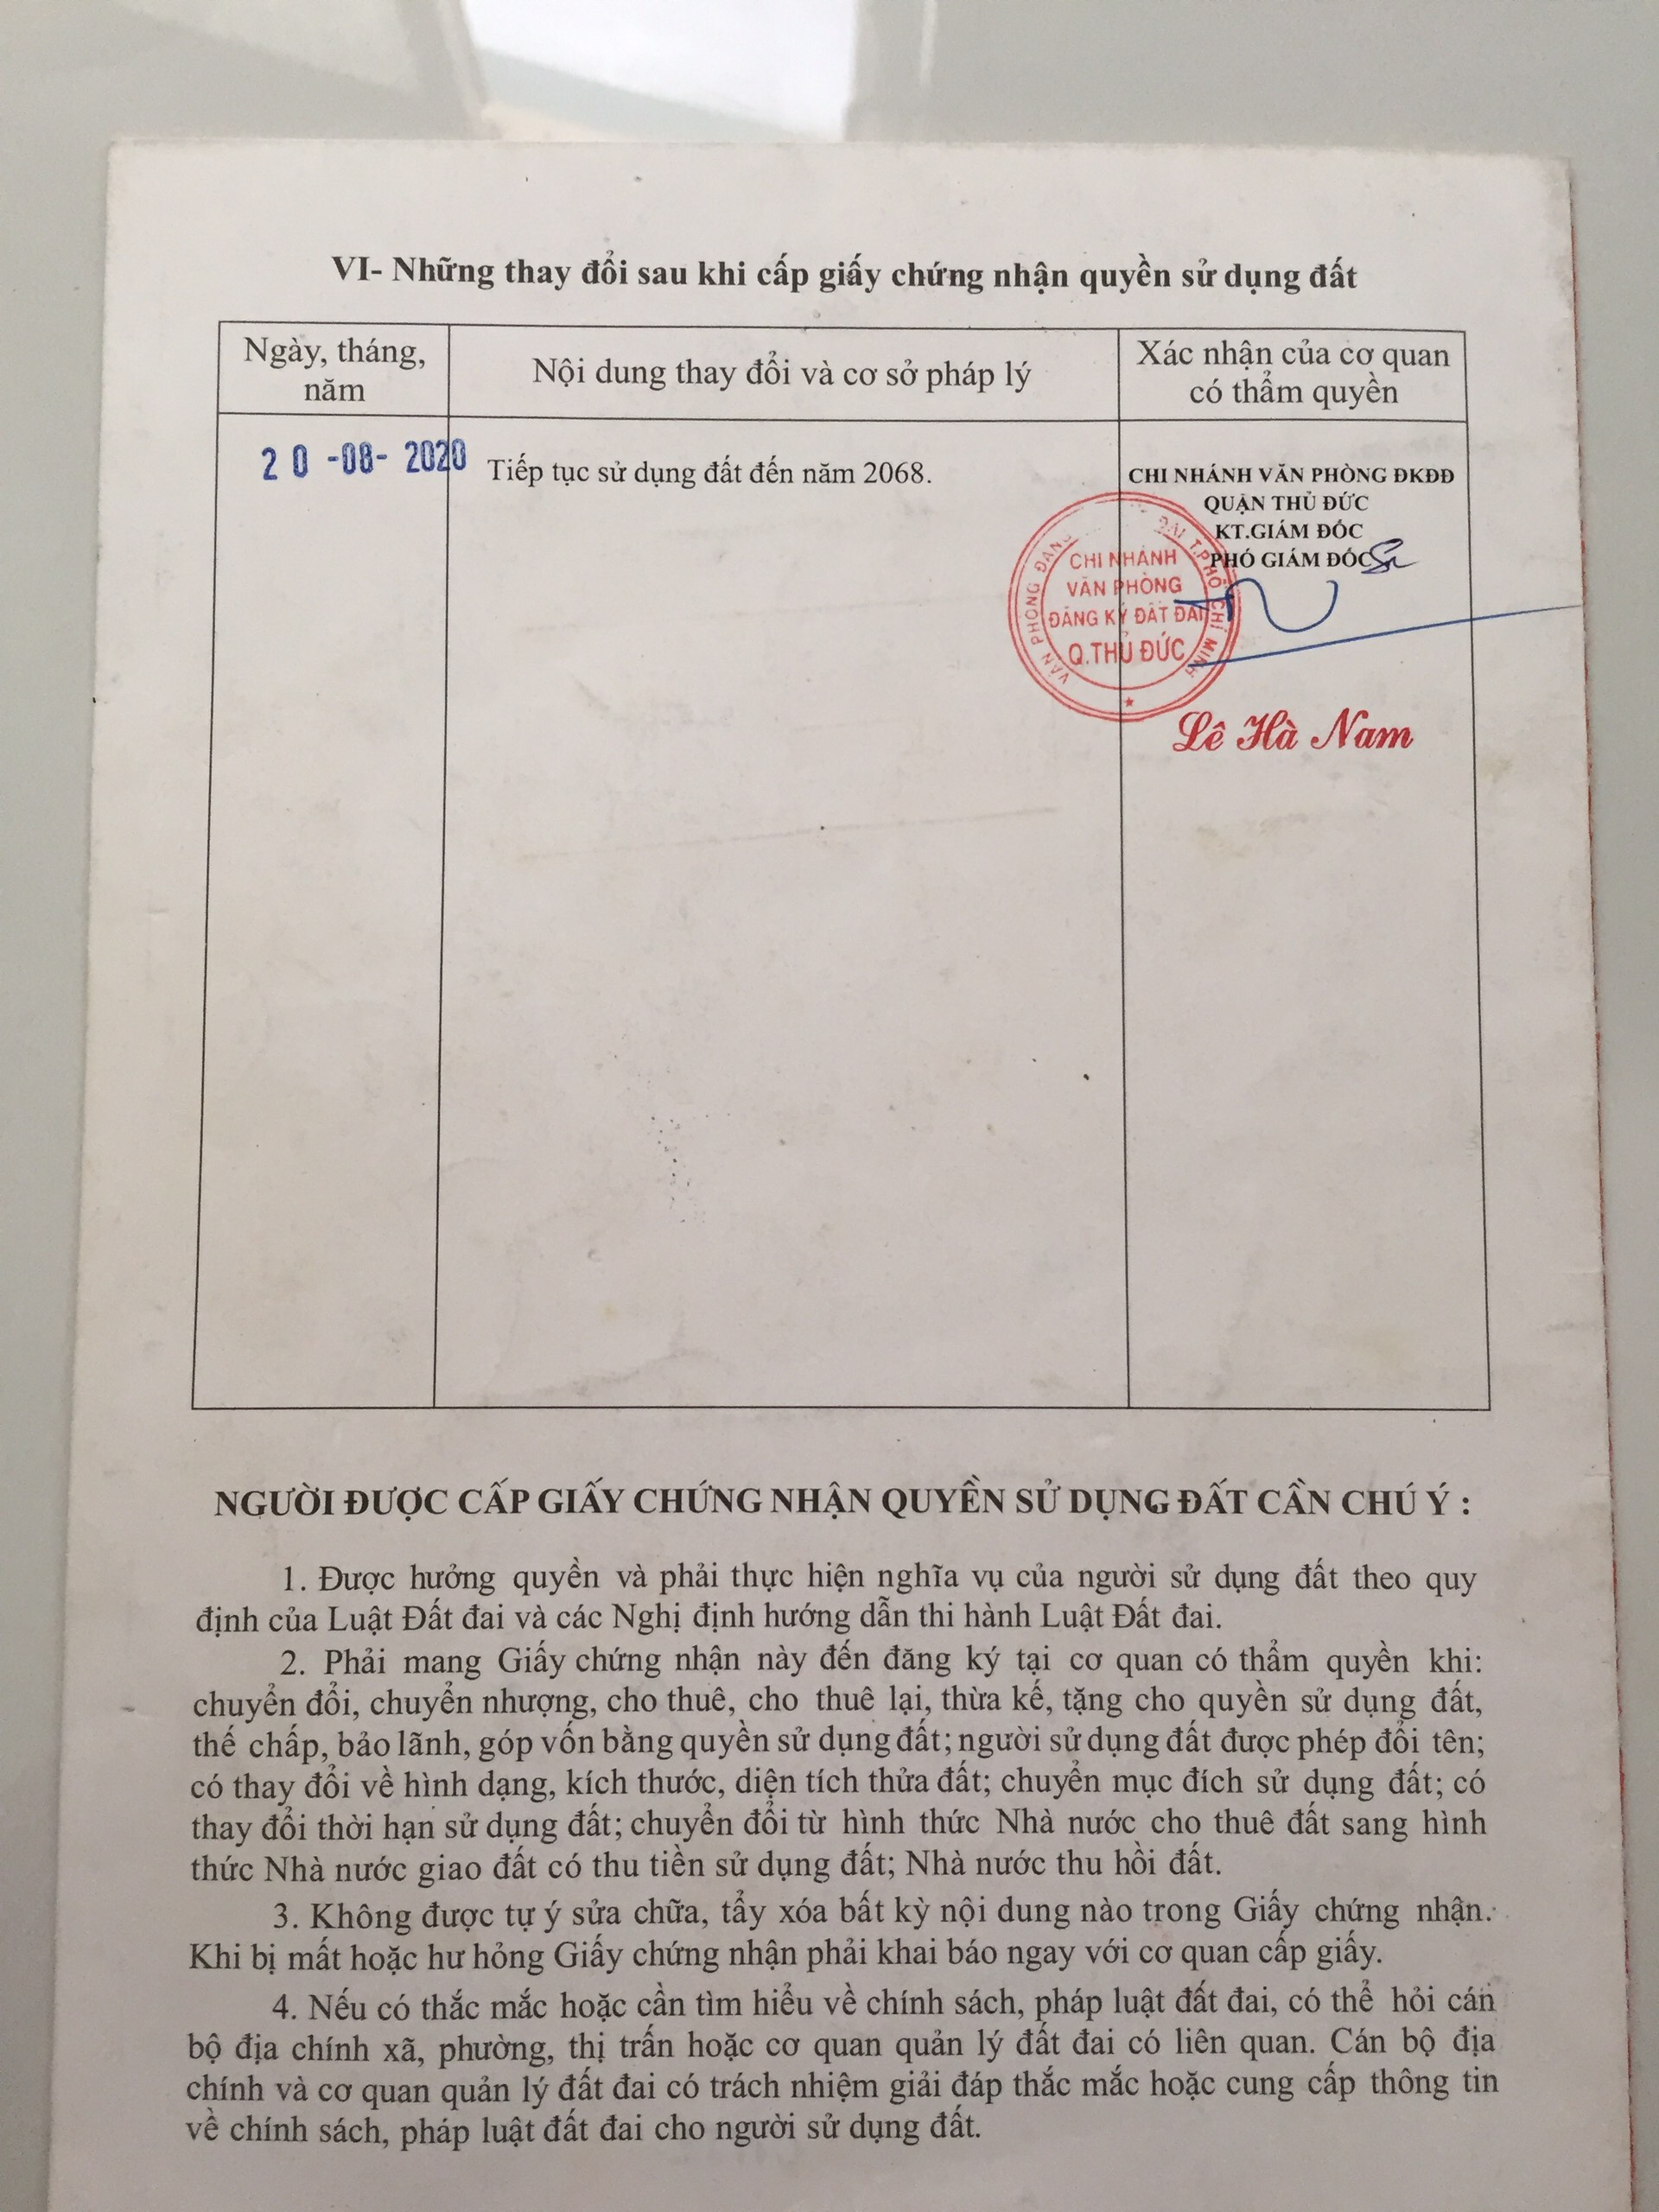 VI- Những thay đổi sau khi cấp giấy chứng nhận quyền sử dụng đất
Ngày, tháng,
năm
Nội dung thay đổi và cơ sở pháp lý
Xác nhận của cơ quan
có thẩm quyền
20 -08- 2020
Tiếp tục sử dụng đất đến năm 2068.
CHI NHÁNH VĂN PHÒNG ĐKĐĐ
QUẬN THỦ ĐỨC
KT.GIÁM ĐỐC
PHÓ GIÁM ĐỐC
VĂN PHÒNG ĐĂNG ĐAI T.PHỐ CHÍ MINH
CHI NHÁNH
VĂN PHÒNG
ĐĂNG KÝ ĐẤT ĐAI
Q.THỦ ĐỨC
Lê Hà Nam
NGƯỜI ĐƯỢC CẤP GIẤY CHỨNG NHẬN QUYỀN SỬ DỤNG ĐẤT CẦN CHÚ Ý :
1. Được hưởng quyền và phải thực hiện nghĩa vụ của người sử dụng đất theo quy
định của Luật Đất đai và các Nghị định hướng dẫn thi hành Luật Đất đai.
2. Phải mang Giấy chứng nhận này đến đăng ký tại cơ quan có thẩm quyền khi:
chuyển đổi, chuyển nhượng, cho thuê, cho thuê lại, thừa kế, tặng cho quyền sử dụng đất,
thế chấp, bảo lãnh, góp vốn bằng quyền sử dụng đất; người sử dụng đất được phép đổi tên;
có thay đổi về hình dạng, kích thước, diện tích thửa đất; chuyển mục đích sử dụng đất; có
thay đổi thời hạn sử dụng đất; chuyển đổi từ hình thức Nhà nước cho thuê đất sang hình
thức Nhà nước giao đất có thu tiền sử dụng đất; Nhà nước thu hồi đất.
3. Không được tự ý sửa chữa, tẩy xóa bất kỳ nội dung nào trong Giấy chứng nhận.
Khi bị mất hoặc hư hỏng Giấy chứng nhận phải khai báo ngay với cơ quan cấp giấy.
4. Nếu có thắc mắc hoặc cần tìm hiểu về chính sách, pháp luật đất đai, có thể hỏi cán
bộ địa chính xã, phường, thị trấn hoặc cơ quan quản lý đất đai có liên quan. Cán bộ địa
chính và cơ quan quản lý đất đai có trách nhiệm giải đáp thắc mắc hoặc cung cấp thông tin
về chính sách, pháp luật đất đai cho người sử dụng đất.